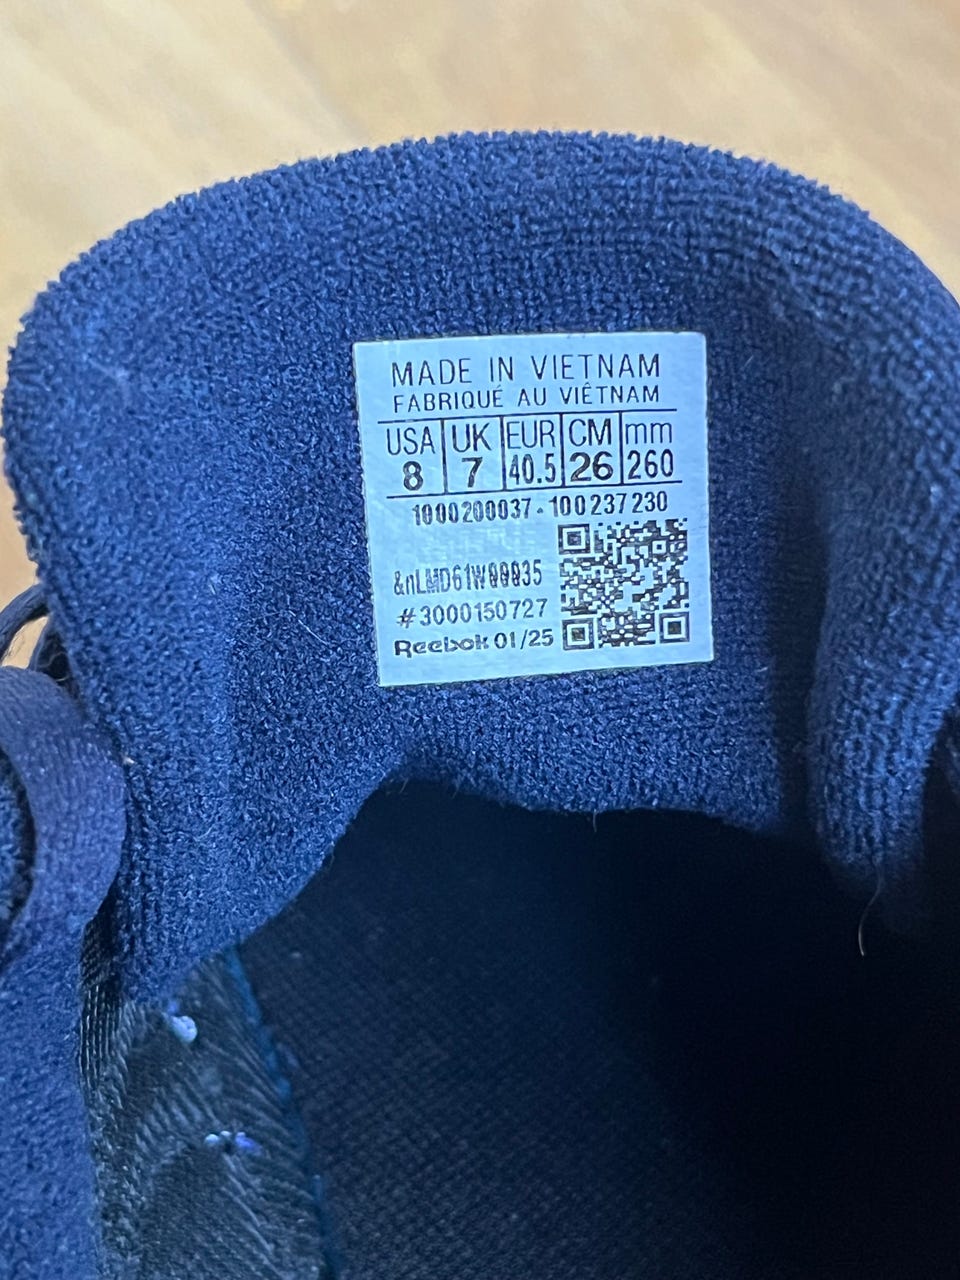 MADE IN VIETNAM
FABRIQUÉ AU VIÊTNAM
USA UK EUR CM mm
8 7 40.5 26 260
1000200037-100237230
#3000150727
Reebok 01/25